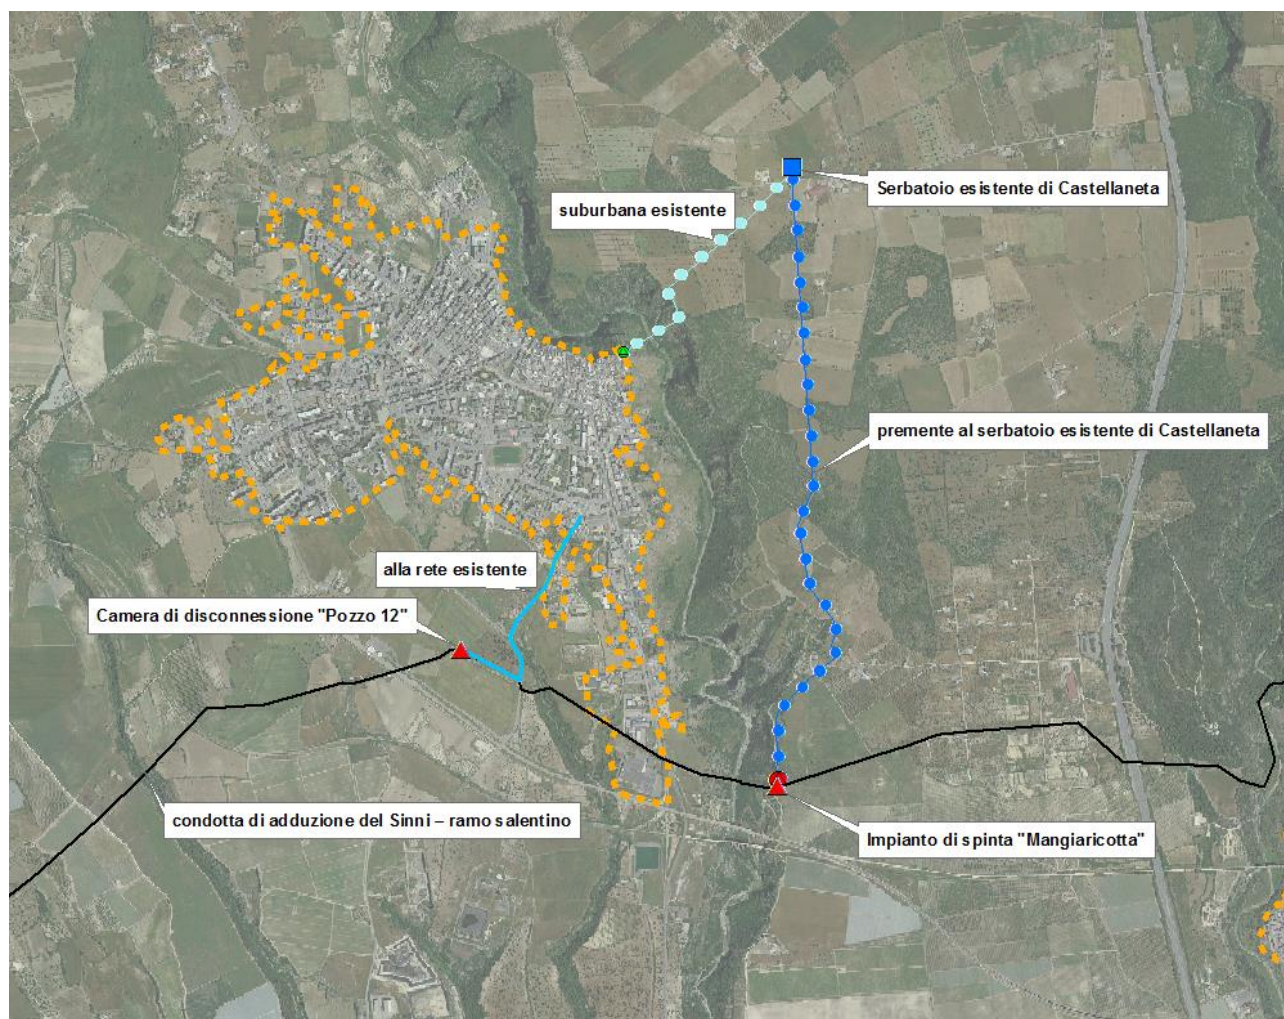 Serbatoio esistente di Castellaneta
suburbana esistente
premente al serbatoio esistente di Castellaneta
alla rete esistente
Camera di disconnessione "Pozzo 12"
condotta di adduzione del Sinni – ramo salentino
Impianto di spinta "Mangiaricotta"